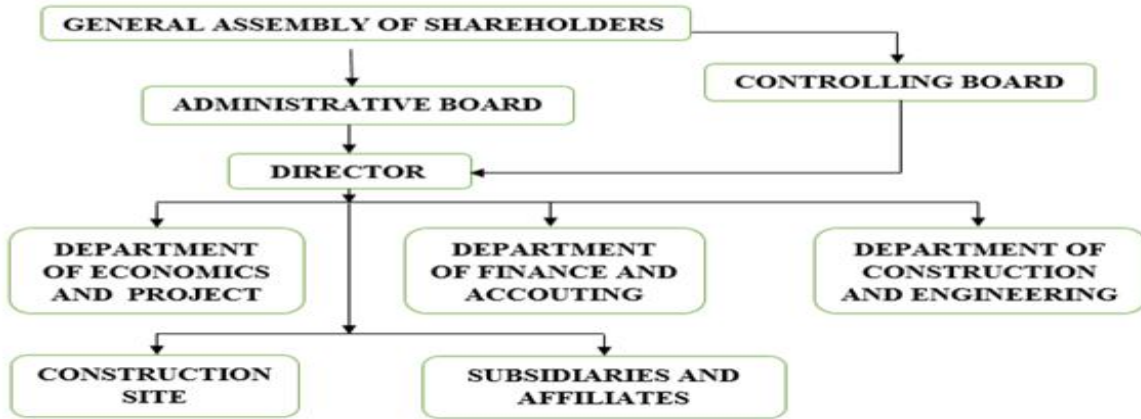 GENERAL ASSEMBLY OF SHAREHOLDERS
CONTROLLING BOARD
ADMINISTRATIVE BOARD
DIRECTOR
DEPARTMENT
OF ECONOMICS
AND PROJECT
DEPARTMENT
OF FINANCE AND
ACCOUTING
DEPARTMENT OF
CONSTRUCTION
AND ENGINEERING
CONSTRUCTION
SITE
SUBSIDIARIES AND
AFFILIATES